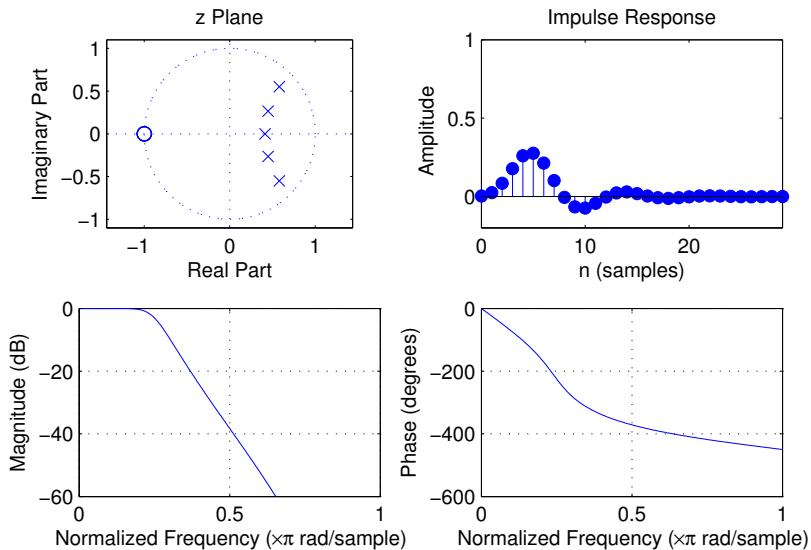 z Plane
1
0.5
0
−0.5
−1
Imaginary Part
−1
0
1
Real Part
Impulse Response
1
0.5
0
Amplitude
0
10
20
n (samples)
0
−20
−40
−60
Magnitude (dB)
0
0.5
1
Normalized Frequency (×π rad/sample)
0
−200
−400
−600
Phase (degrees)
0
0.5
1
Normalized Frequency (×π rad/sample)